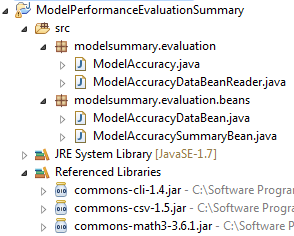 ModelPerformanceEvaluationSummary
src
modelsummary.evaluation
ModelAccuracy.java
ModelAccuracyDataBeanReader.java
modelsummary.evaluation.beans
ModelAccuracyDataBean.java
ModelAccuracySummaryBean.java
JRE System Library [JavaSE-1.7]
Referenced Libraries
commons-cli-1.4.jar - C:\Software Progra
commons-csv-1.5.jar - C:\Software Progra
commons-math3-3.6.1.jar - C:\Software